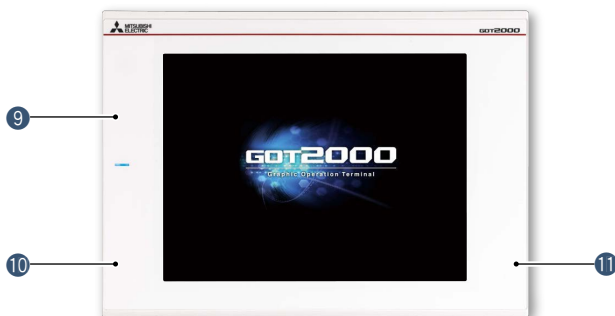 MITSUBISHI
ELECTRIC
GOT2000
9
GOT2000
Graphic Operation Terminal
10
11